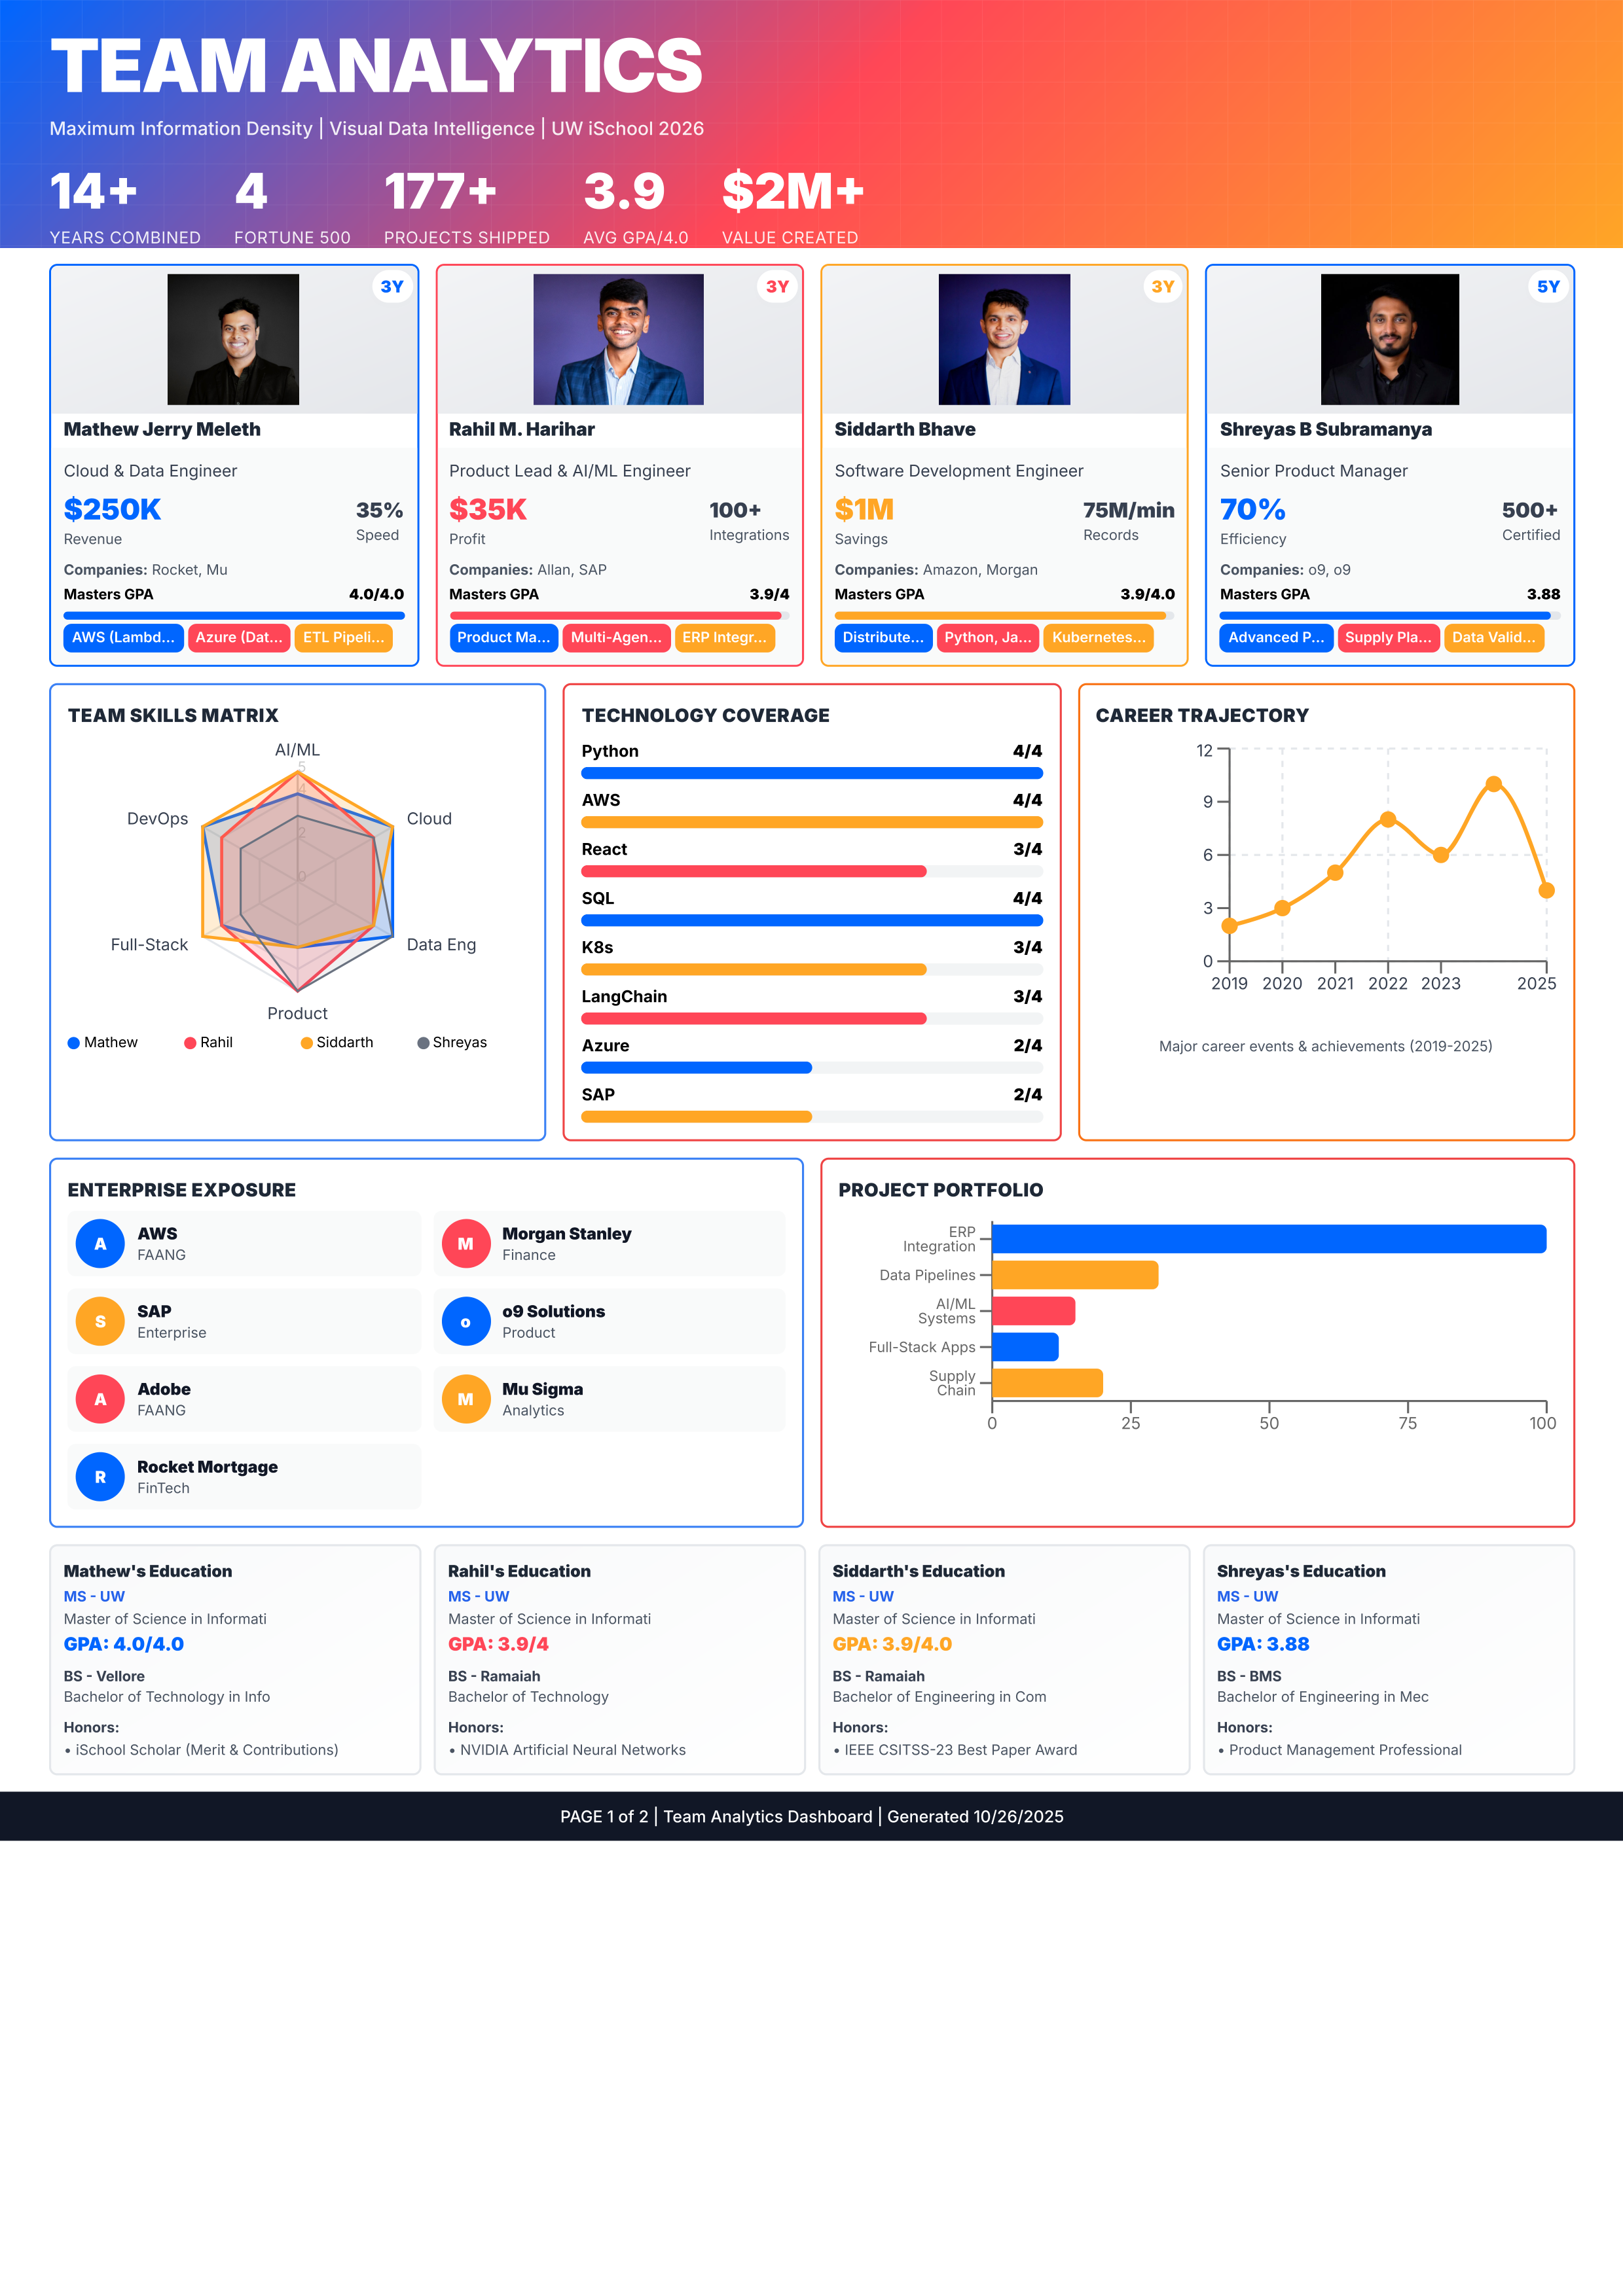 TEAM ANALYTICS
Maximum Information Density | Visual Data Intelligence | UW iSchool 2026
14+
YEARS COMBINED
4
FORTUNE 500
177+
PROJECTS SHIPPED
3.9
AVG GPA/4.0
$2M+
VALUE CREATED
3Y
Mathew Jerry Meleth
Cloud & Data Engineer
$250K
Revenue
35%
Speed
Companies: Rocket, Mu
Masters GPA 4.0/4.0
AWS (Lambd... Azure (Dat... ETL Pipeli...
3Y
Rahil M. Harihar
Product Lead & AI/ML Engineer
$35K
Profit
100+
Integrations
Companies: Allan, SAP
Masters GPA 3.9/4
Product Ma... Multi-Agen... ERP Integr...
3Y
Siddarth Bhave
Software Development Engineer
$1M
Savings
75M/min
Records
Companies: Amazon, Morgan
Masters GPA 3.9/4.0
Distribute... Python, Ja... Kubernetes...
5Y
Shreyas B Subramanya
Senior Product Manager
70%
Efficiency
500+
Certified
Companies: o9, o9
Masters GPA 3.88
Advanced P... Supply Pla... Data Valid...
TEAM SKILLS MATRIX
AI/ML
5
4
2
0
DevOps
Cloud
Full-Stack
Data Eng
Product
Mathew Rahil Siddarth Shreyas
TECHNOLOGY COVERAGE
Python 4/4
AWS 4/4
React 3/4
SQL 4/4
K8s 3/4
LangChain 3/4
Azure 2/4
SAP 2/4
CAREER TRAJECTORY
12
9
6
3
0
2019 2020 2021 2022 2023 2025
Major career events & achievements (2019-2025)
ENTERPRISE EXPOSURE
A
AWS
FAANG
M
Morgan Stanley
Finance
S
SAP
Enterprise
o
o9 Solutions
Product
A
Adobe
FAANG
M
Mu Sigma
Analytics
R
Rocket Mortgage
FinTech
PROJECT PORTFOLIO
ERP
Integration
Data Pipelines
AI/ML
Systems
Full-Stack Apps
Supply
Chain
0 25 50 75 100
Mathew's Education
MS - UW
Master of Science in Informati
GPA: 4.0/4.0
BS - Vellore
Bachelor of Technology in Info
Honors:
• iSchool Scholar (Merit & Contributions)
Rahil's Education
MS - UW
Master of Science in Informati
GPA: 3.9/4
BS - Ramaiah
Bachelor of Technology
Honors:
• NVIDIA Artificial Neural Networks
Siddarth's Education
MS - UW
Master of Science in Informati
GPA: 3.9/4.0
BS - Ramaiah
Bachelor of Engineering in Com
Honors:
• IEEE CSITSS-23 Best Paper Award
Shreyas's Education
MS - UW
Master of Science in Informati
GPA: 3.88
BS - BMS
Bachelor of Engineering in Mec
Honors:
• Product Management Professional
PAGE 1 of 2 | Team Analytics Dashboard | Generated 10/26/2025